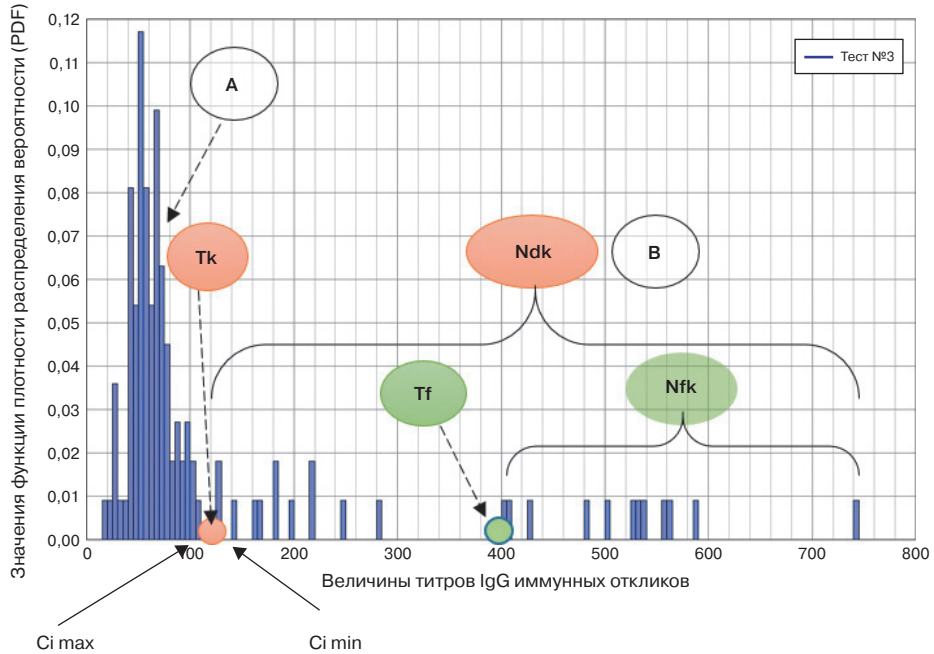 Значения функции плотности распределения вероятности (PDF)
0,12
0,11
0,10
0,09
0,08
0,07
0,06
0,05
0,04
0,03
0,02
0,01
0,00
Тест №3
A
Tk
Ndk
B
Tf
Nfk
0 100 200 300 400 500 600 700 800
Величины титров IgG иммунных откликов
Ci max
Ci min